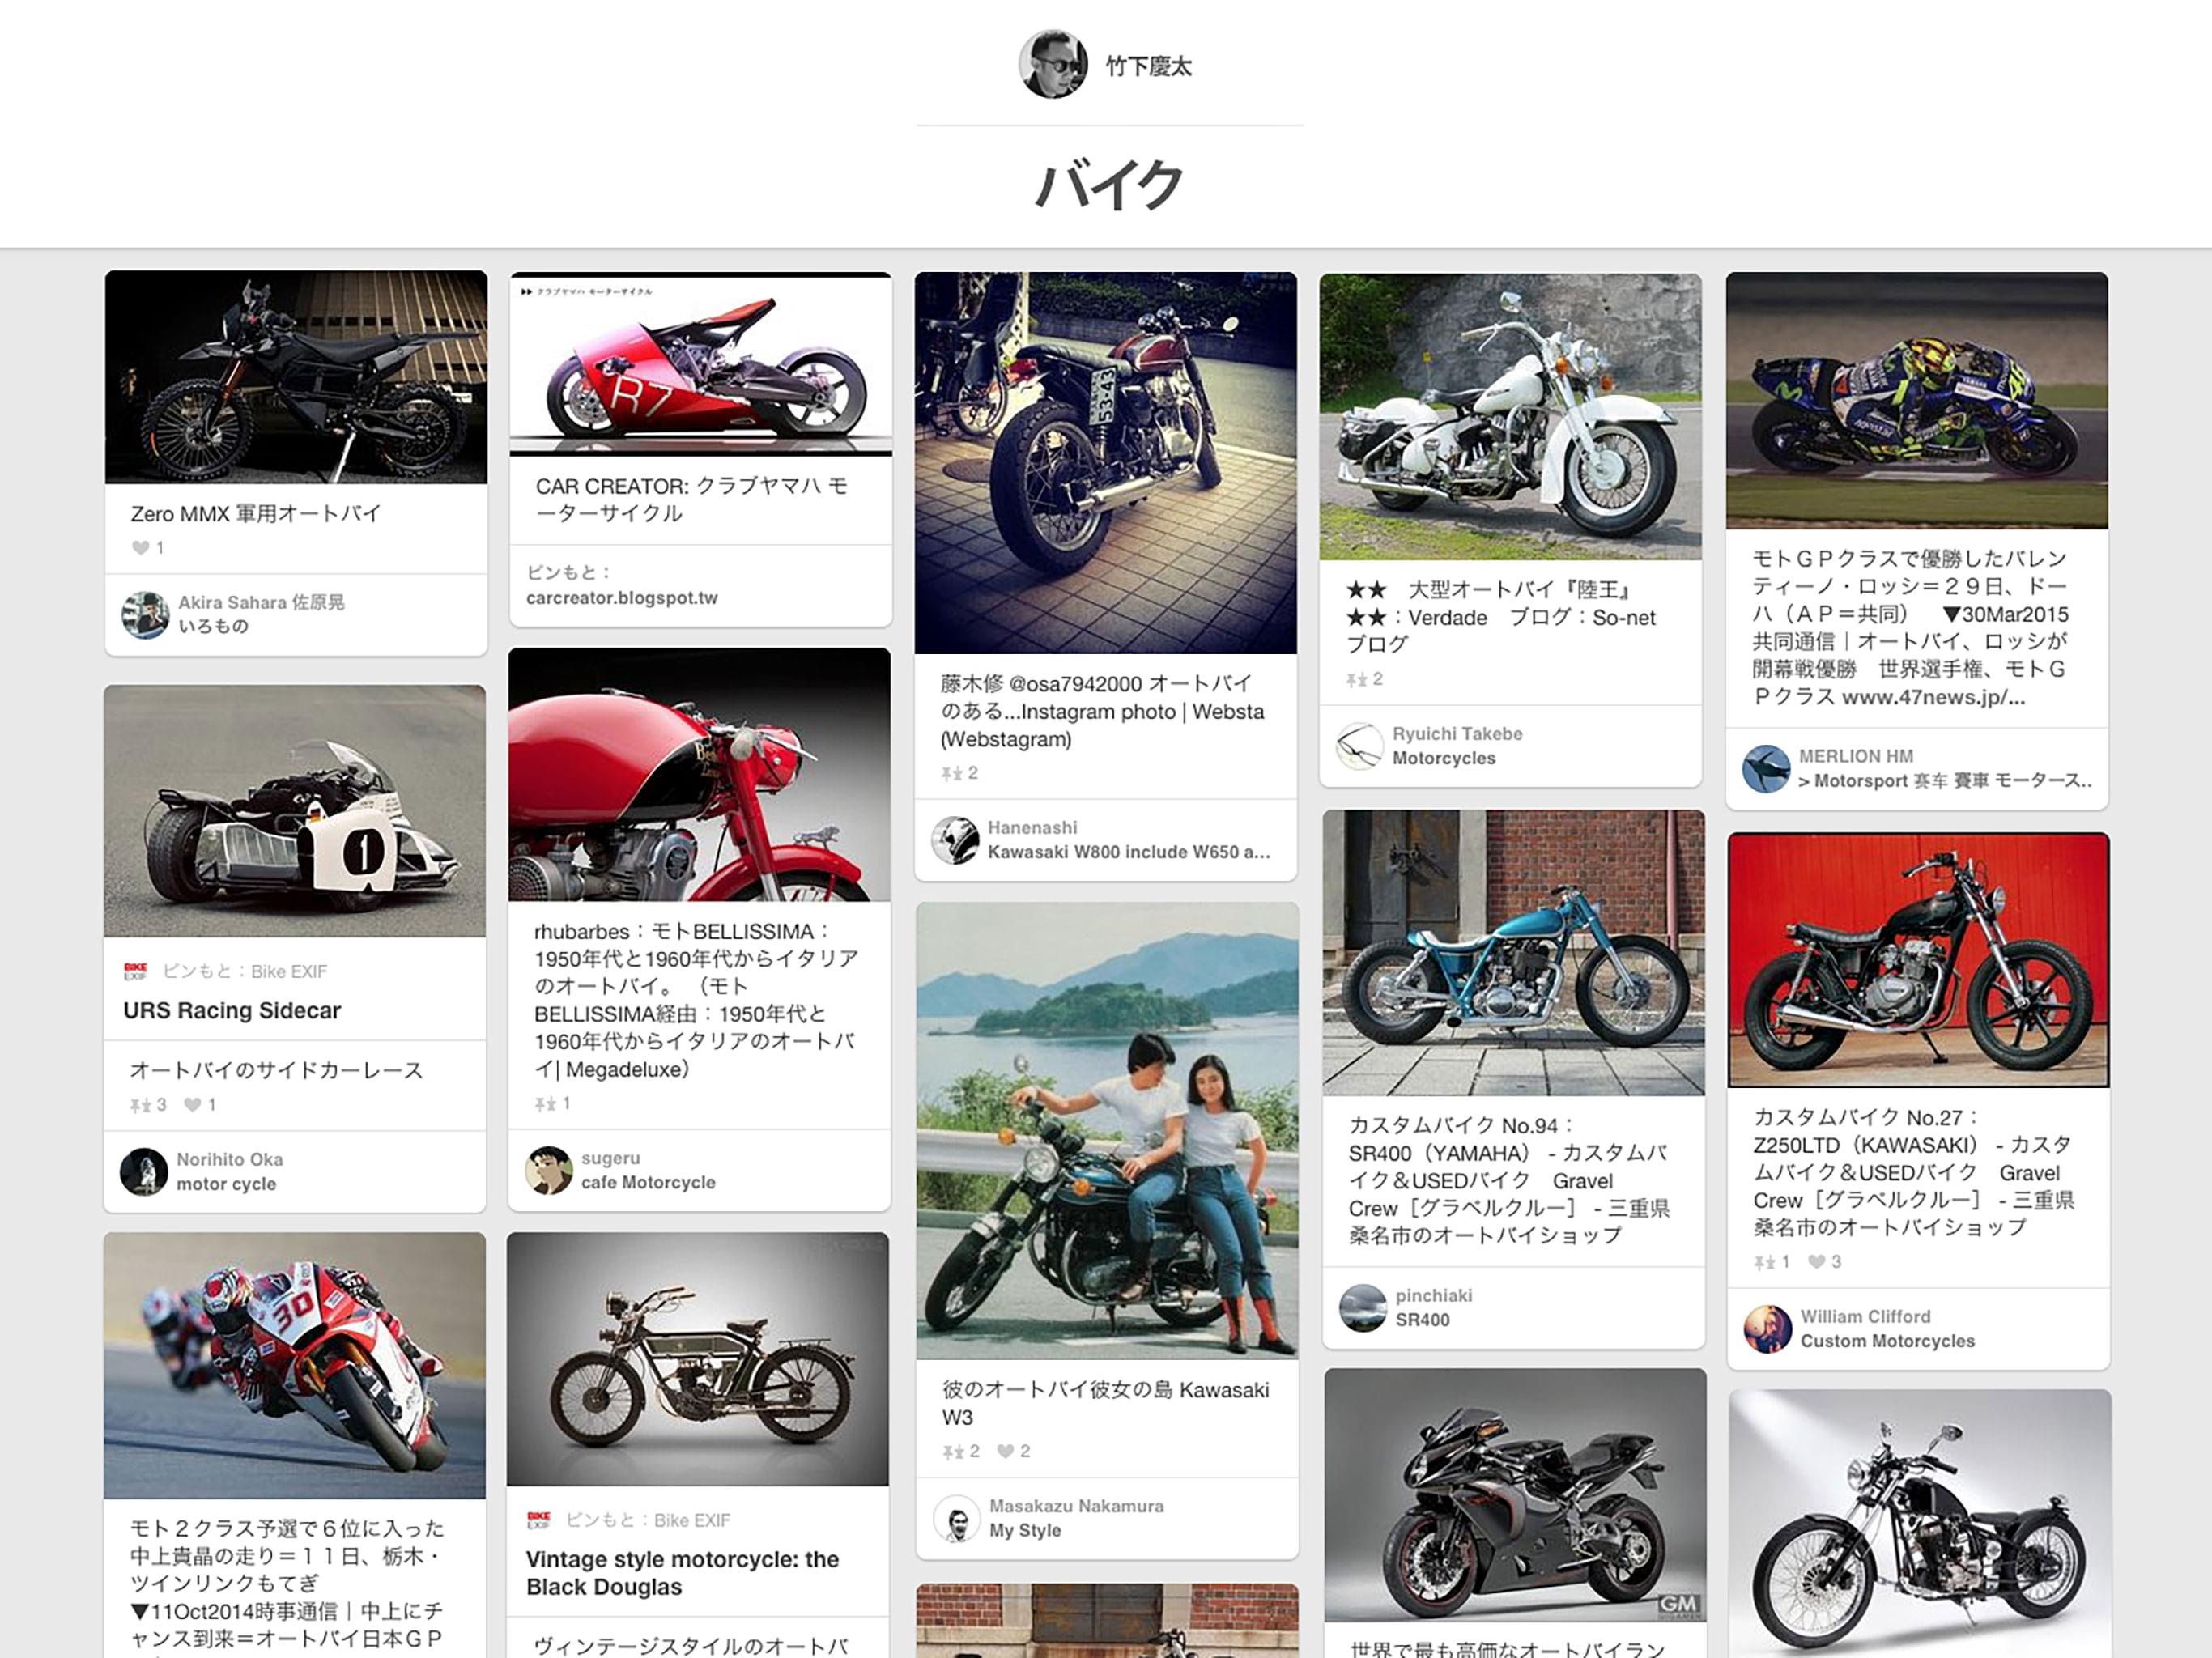 竹下慶太
バイク
Zero MMX 軍用オートバイ
1
Akira Sahara 佐原晃
いろもの
BIKE
EXIF
ピンもと：Bike EXIF
URS Racing Sidecar
オートバイのサイドカーレース
3 1
Norihito Oka
motor cycle
30
モト２クラス予選で６位に入った
中上貴晶の走り＝１１日、栃木・
ツインリンクもてぎ
▼11Oct2014時事通信｜中上にチ
ャンス到来＝オートバイ日本ＧＰ
クラブヤマハ モーターサイクル
R7
CAR CREATOR: クラブヤマハ モ
ーターサイクル
ピンもと：
carcreator.blogspot.tw
rhubarbes：モトBELLISSIMA：
1950年代と1960年代からイタリア
のオートバイ。 （モト
BELLISSIMA経由：1950年代と
1960年代からイタリアのオートバ
イ| Megadeluxe）
1
sugeru
cafe Motorcycle
BIKE
EXIF
ピンもと：Bike EXIF
Vintage style motorcycle: the
Black Douglas
ヴィンテージスタイルのオートバ
53-43
藤木修 @osa7942000 オートバイ
のある...Instagram photo | Websta
(Webstagram)
2
Hanenashi
Kawasaki W800 include W650 a...
彼のオートバイ彼女の島 Kawasaki
W3
2 2
Masakazu Nakamura
My Style
★★　大型オートバイ『陸王』
★★：Verdade　ブログ：So-net
ブログ
2
Ryuichi Takebe
Motorcycles
カスタムバイク No.94：
SR400（YAMAHA） - カスタムバ
イク＆USEDバイク　Gravel
Crew［グラベルクルー］ - 三重県
桑名市のオートバイショップ
pinchiaki
SR400
GM
世界で最も高価なオートバイラン
モトＧＰクラスで優勝したバレン
ティーノ・ロッシ＝２９日、ドー
ハ（ＡＰ＝共同）　▼30Mar2015
共同通信｜オートバイ、ロッシが
開幕戦優勝　世界選手権、モトＧ
Ｐクラス www.47news.jp/...
MERLION HM
> Motorsport 赛车 賽車 モータース..
カスタムバイク No.27：
Z250LTD（KAWASAKI） - カスタ
ムバイク＆USEDバイク　Gravel
Crew［グラベルクルー］ - 三重県
桑名市のオートバイショップ
1 3
William Clifford
Custom Motorcycles